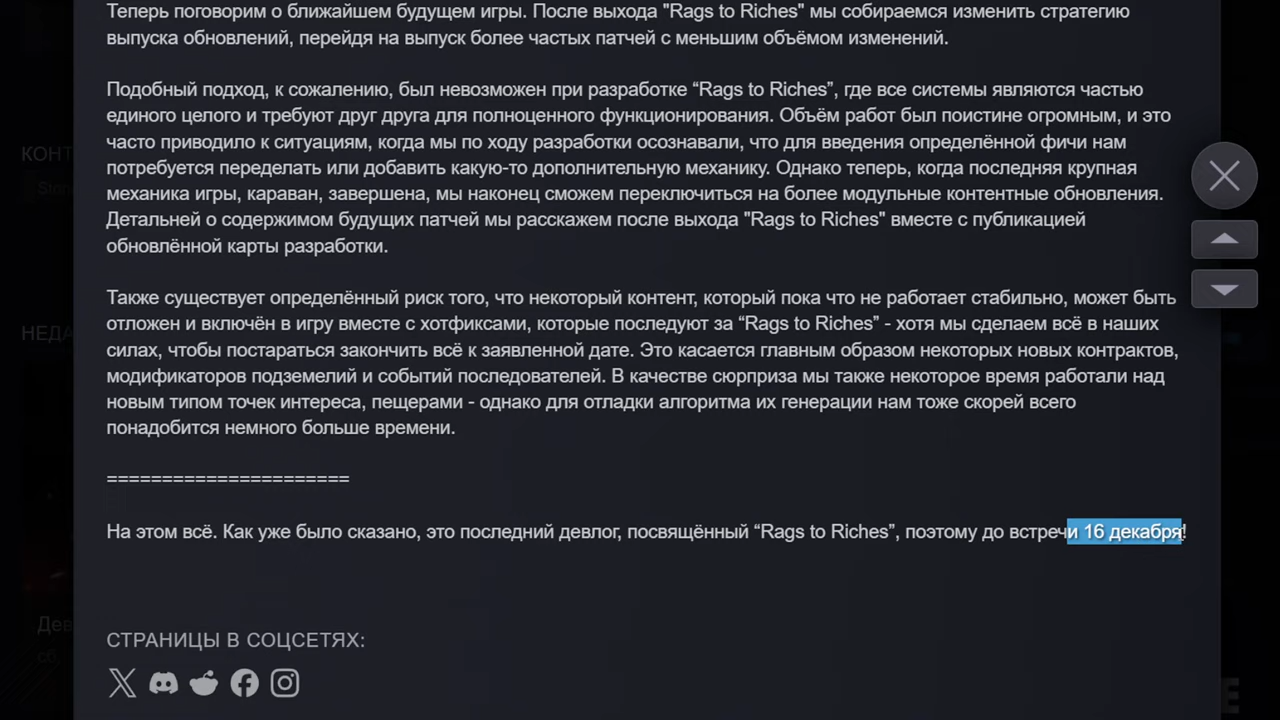 Теперь поговорим о ближайшем будущем игры. После выхода "Rags to Riches" мы собираемся изменить стратегию
выпуска обновлений, перейдя на выпуск более частых патчей с меньшим объёмом изменений.
Подобный подход, к сожалению, был невозможен при разработке “Rags to Riches”, где все системы являются частью
единого целого и требуют друг друга для полноценного функционирования. Объём работ был поистине огромным, и это
часто приводило к ситуациям, когда мы по ходу разработки осознавали, что для введения определённой фичи нам
потребуется переделать или добавить какую-то дополнительную механику. Однако теперь, когда последняя крупная
механика игры, караван, завершена, мы наконец сможем переключиться на более модульные контентные обновления.
Детальней о содержимом будущих патчей мы расскажем после выхода "Rags to Riches" вместе с публикацией
обновлённой карты разработки.
Также существует определённый риск того, что некоторый контент, который пока что не работает стабильно, может быть
отложен и включён в игру вместе с хотфиксами, которые последуют за “Rags to Riches” - хотя мы сделаем всё в наших
силах, чтобы постараться закончить всё к заявленной дате. Это касается главным образом некоторых новых контрактов,
модификаторов подземелий и событий последователей. В качестве сюрприза мы также некоторое время работали над
новым типом точек интереса, пещерами - однако для отладки алгоритма их генерации нам тоже скорей всего
понадобится немного больше времени.
======================
На этом всё. Как уже было сказано, это последний девлог, посвящённый “Rags to Riches”, поэтому до встречи 16 декабря!
СТРАНИЦЫ В СОЦСЕТЯХ: